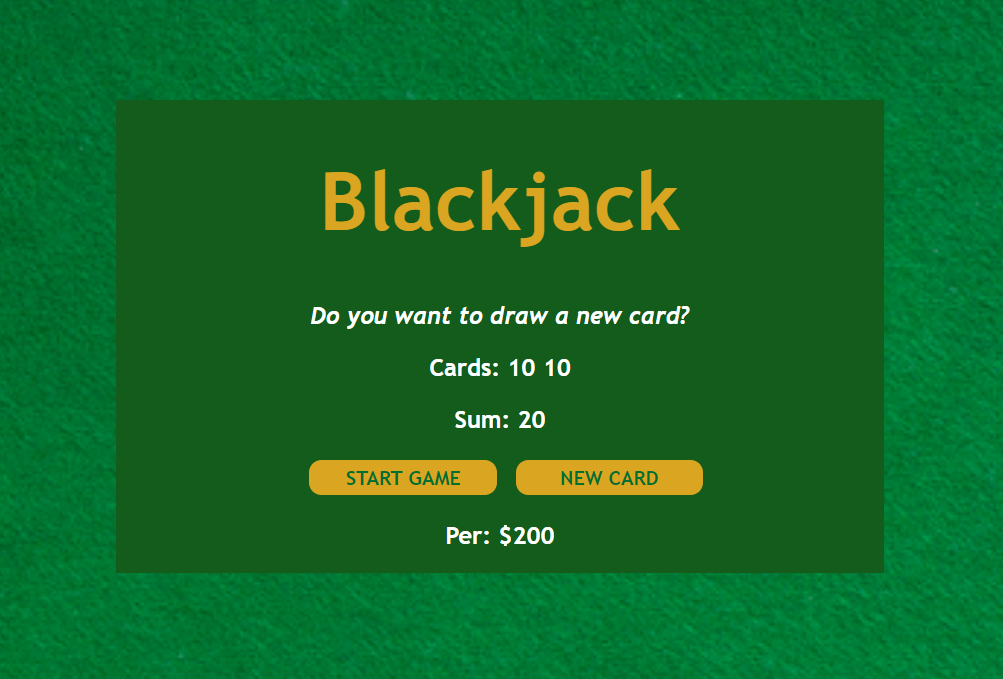 Blackjack
Do you want to draw a new card?
Cards: 10 10
Sum: 20
START GAME NEW CARD
Per: $200